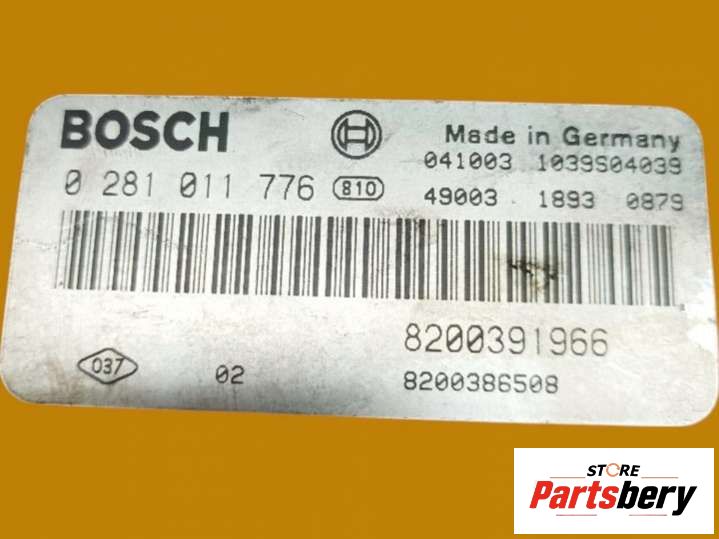 BOSCH Made in Germany
041003 1039S04039
0 281 011 776 810 49003 1893 0879
8200391966
037 02 8200386508
STORE
Partsbery